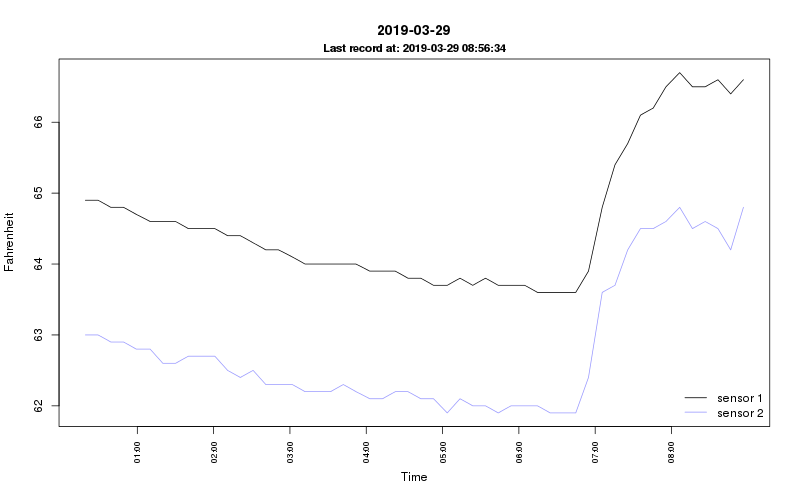 2019-03-29
Last record at: 2019-03-29 08:56:34
Fahrenheit
66
65
64
63
62
sensor 1
sensor 2
01:00 02:00 03:00 04:00 05:00 06:00 07:00 08:00
Time